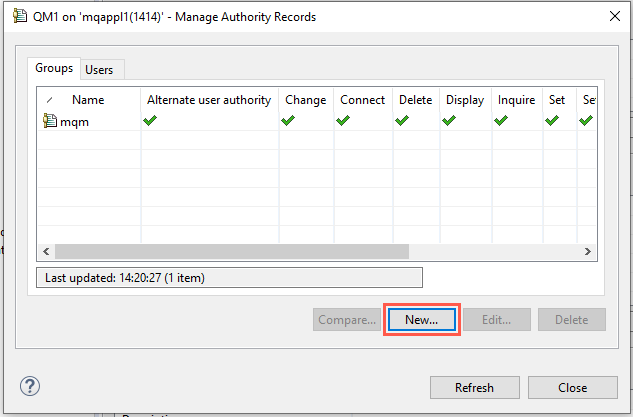 QM1 on 'mqappl1(1414)' - Manage Authority Records
Groups Users
Name Alternate user authority Change Connect Delete Display Inquire Set Se
mqm
Last updated: 14:20:27 (1 item)
Compare... New... Edit... Delete
Refresh Close